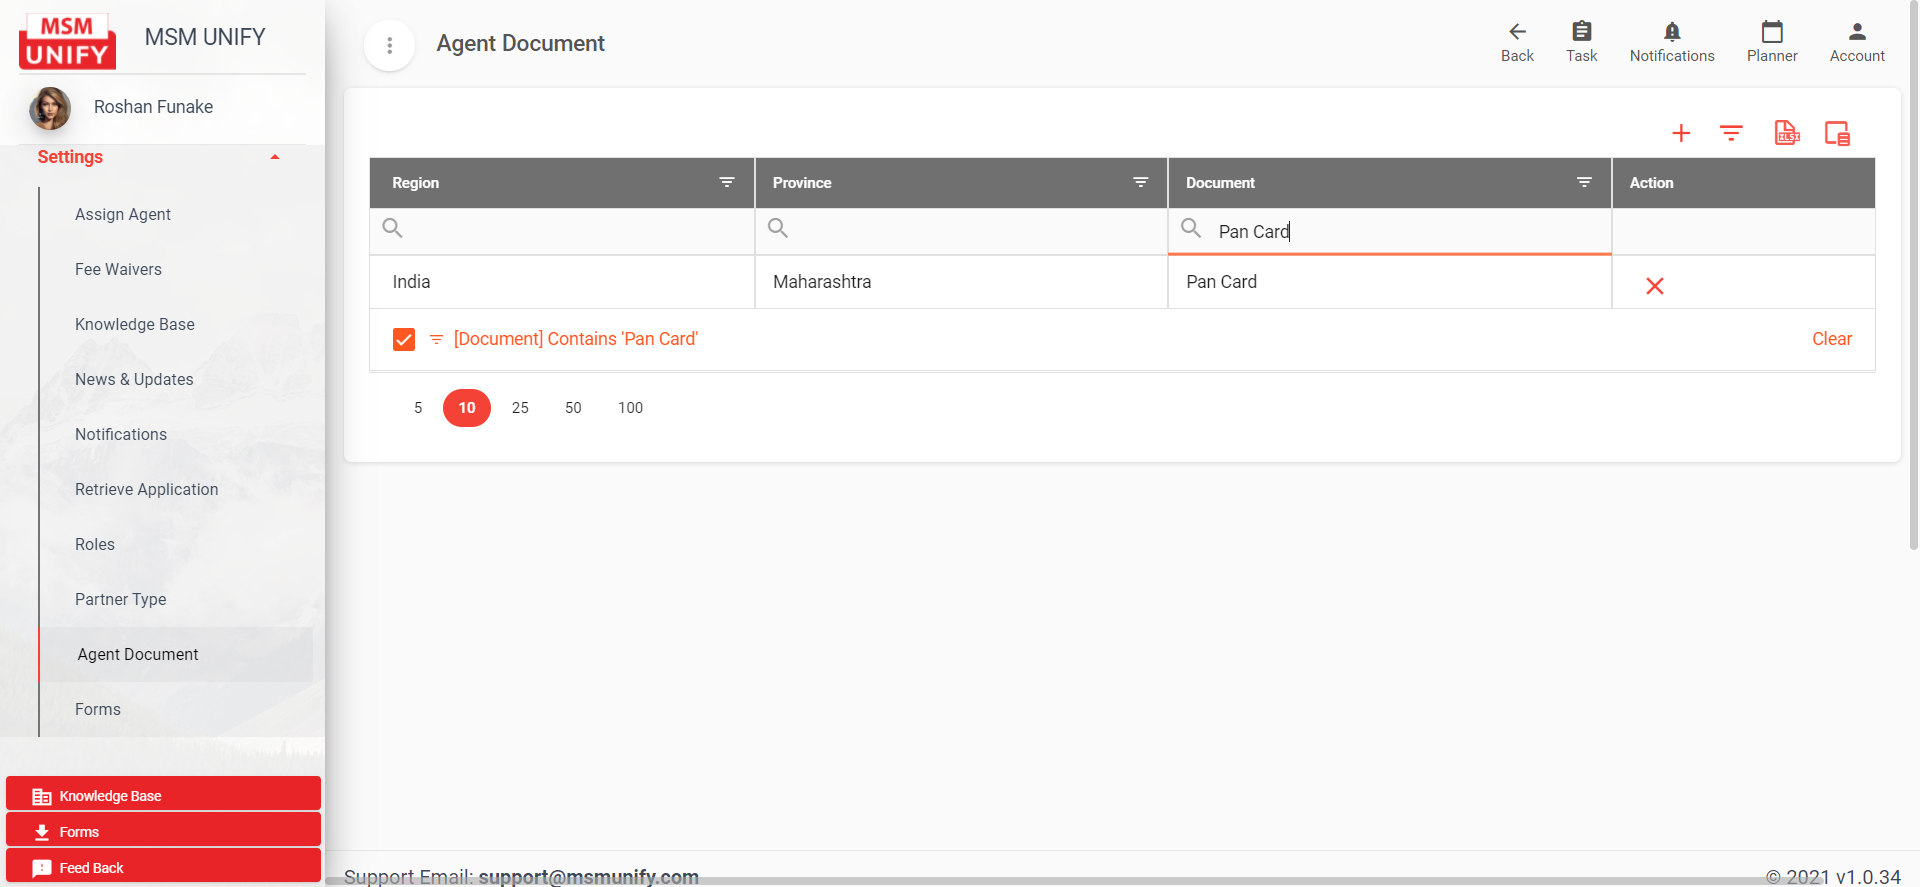 MSM
UNIFY
MSM UNIFY
Roshan Funake
Settings
Assign Agent
Fee Waivers
Knowledge Base
News & Updates
Notifications
Retrieve Application
Roles
Partner Type
Agent Document
Forms
Knowledge Base
Forms
Feed Back
Agent Document
Back
Task
Notifications
Planner
Account
Region
Province
Document
Action
Pan Card
India
Maharashtra
Pan Card
[Document] Contains 'Pan Card'
Clear
5
10
25
50
100
Support Email: support@msmunify.com
© 2021 v1.0.34